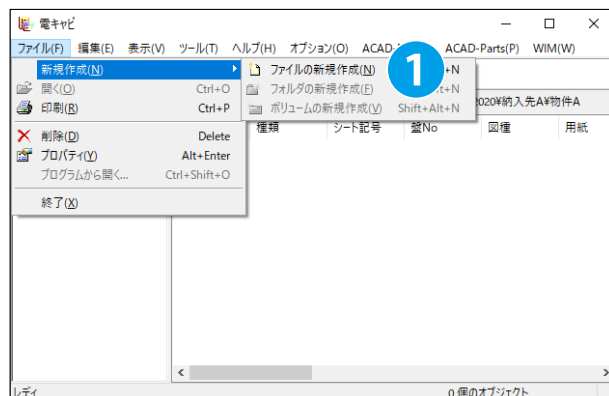 電キャビ
ファイル(F) 編集(E) 表示(V) ツール(T) ヘルプ(H) オプション(O) ACAD- ACAD-Parts(P) WIM(W)
新規作成(N)
ファイルの新規作成(N) +N
1
開く(O) Ctrl+O
フォルダの新規作成(F) +N
印刷(R) Ctrl+P
ボリュームの新規作成(V) Shift+Alt+N
2020¥納入先A¥物件A
種類 シート記号 盤No 図種 用紙
削除(D) Delete
プロパティ(Y) Alt+Enter
プログラムから開く... Ctrl+Shift+O
終了(X)
レディ 0 個のオブジェクト